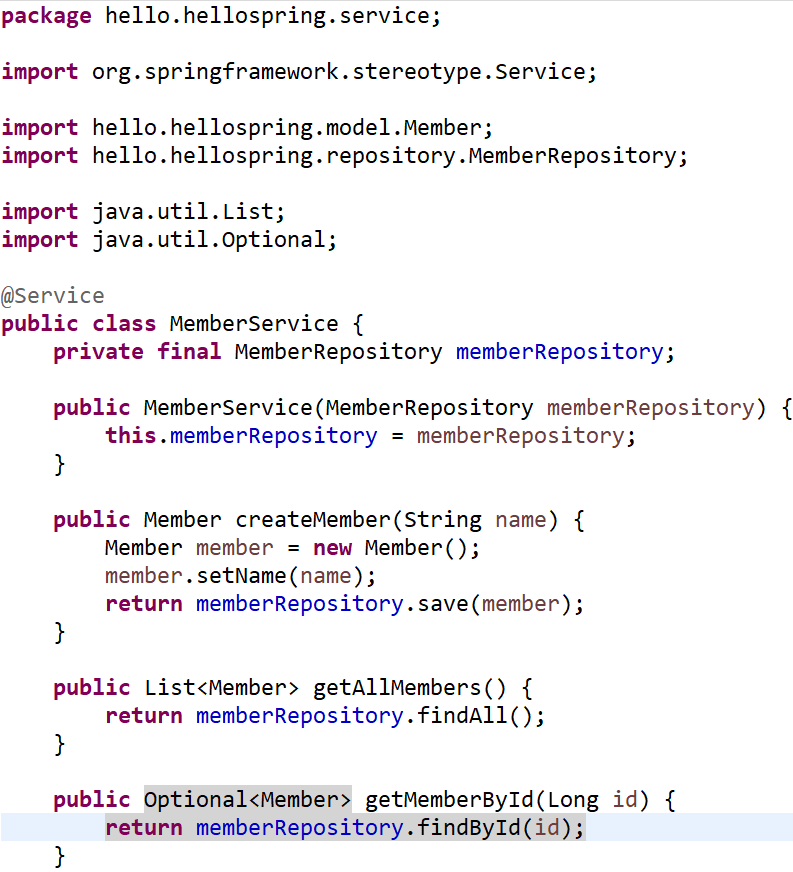 package hello.hellospring.service;
import org.springframework.stereotype.Service;
import hello.hellospring.model.Member;
import hello.hellospring.repository.MemberRepository;
import java.util.List;
import java.util.Optional;
@Service
public class MemberService {
    private final MemberRepository memberRepository;
    public MemberService(MemberRepository memberRepository) {
        this.memberRepository = memberRepository;
    }
    public Member createMember(String name) {
        Member member = new Member();
        member.setName(name);
        return memberRepository.save(member);
    }
    public List<Member> getAllMembers() {
        return memberRepository.findAll();
    }
    public Optional<Member> getMemberById(Long id) {
        return memberRepository.findById(id);
    }